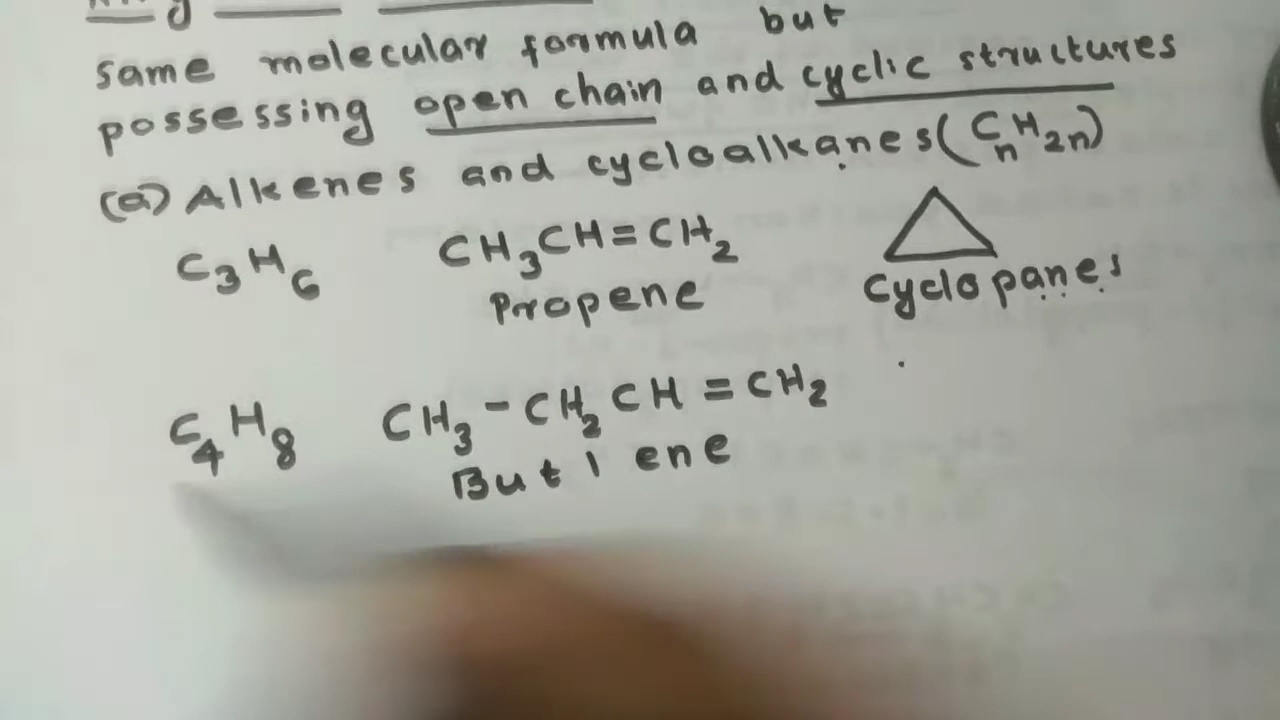 same molecular formula but
possessing open chain and cyclic structures
(a) Alkenes and cycloalkanes (CnH2n)
C3H6 CH3CH=CH2
Propene Cyclopanes
C4H8 CH3-CH2CH=CH2
But 1 ene